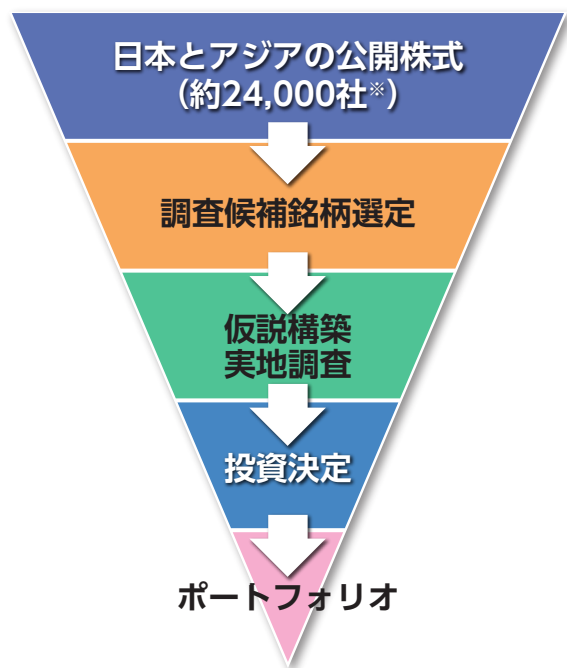 日本とアジアの公開株式
（約24,000社※）
調査候補銘柄選定
仮説構築
実地調査
投資決定
ポートフォリオ